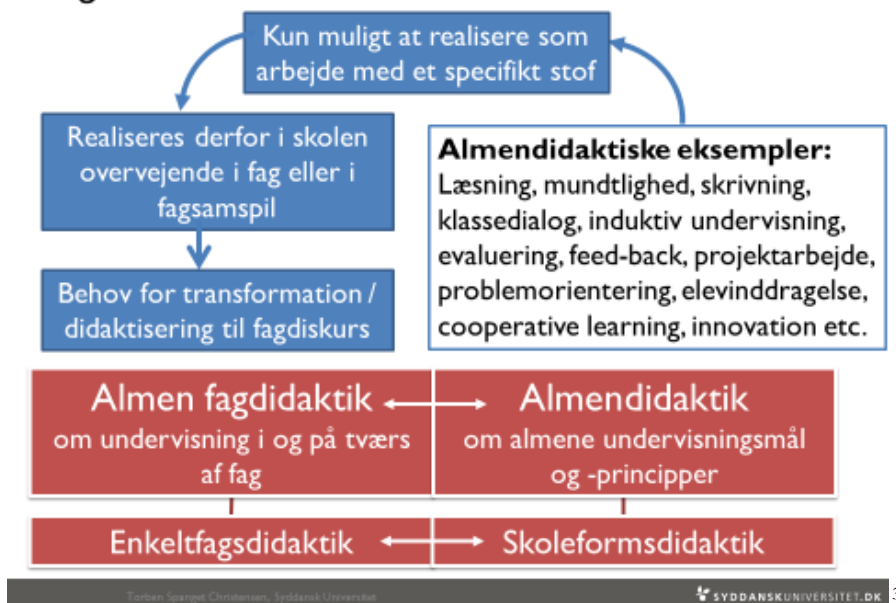 Kun muligt at realisere som
arbejde med et specifikt stof
Realiseres derfor i skolen
overvejende i fag eller i
fagsamspil
Behov for transformation /
didaktisering til fagdiskurs
Almendidaktiske eksempler:
Læsning, mundtlighed, skrivning,
klassedialog, induktiv undervisning,
evaluering, feed-back, projektarbejde,
problemorientering, elevinddragelse,
cooperative learning, innovation etc.
Almen fagdidaktik
om undervisning i og på tværs
af fag
Almendidaktik
om almene undervisningsmål
og -principper
Enkeltfagsdidaktik
Skoleformsdidaktik
Torben Spanget Christensen, Syddansk Universitet
SYDDANSKUNIVERSITET.DK